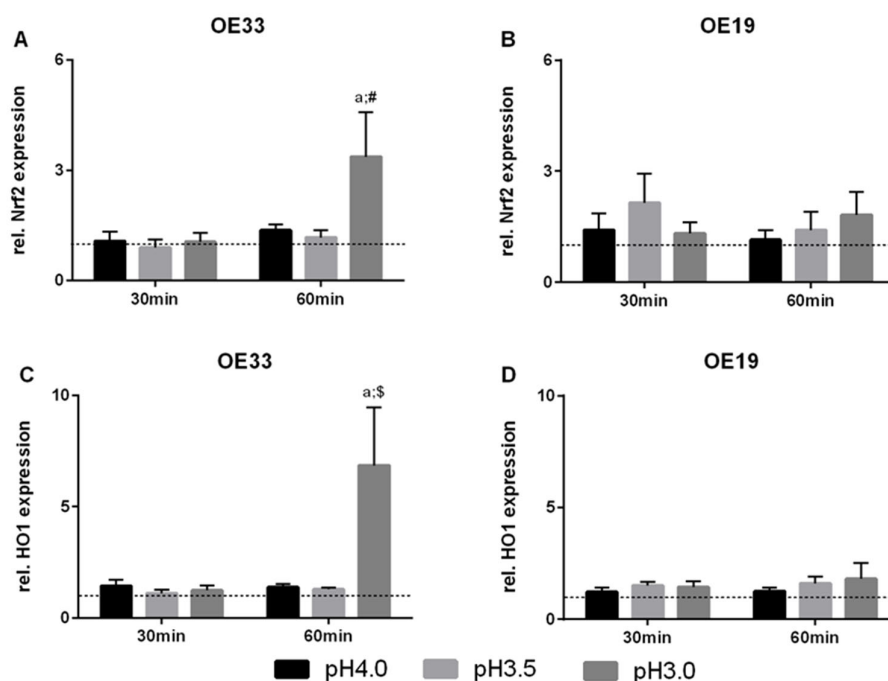 A
OE33
rel. Nrf2 expression
6
3
0
a;#
30min
60min
B
OE19
rel. Nrf2 expression
6
3
0
30min
60min
C
OE33
rel. HO1 expression
10
5
0
a;$
30min
60min
D
OE19
rel. HO1 expression
10
5
0
30min
60min
pH4.0
pH3.5
pH3.0